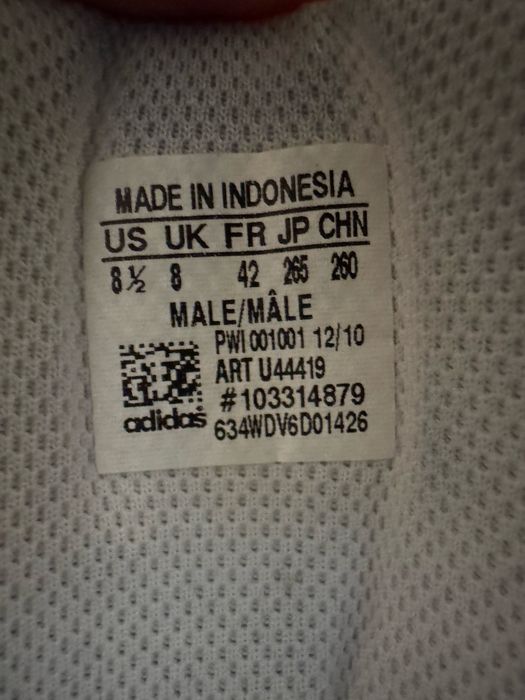 MADE IN INDONESIA
US UK FR JP CHN
8½ 8 42 265 260
MALE/MÂLE
PWI 001001 12/10
ART U44419
#103314879
adidas 634WDV6D01426